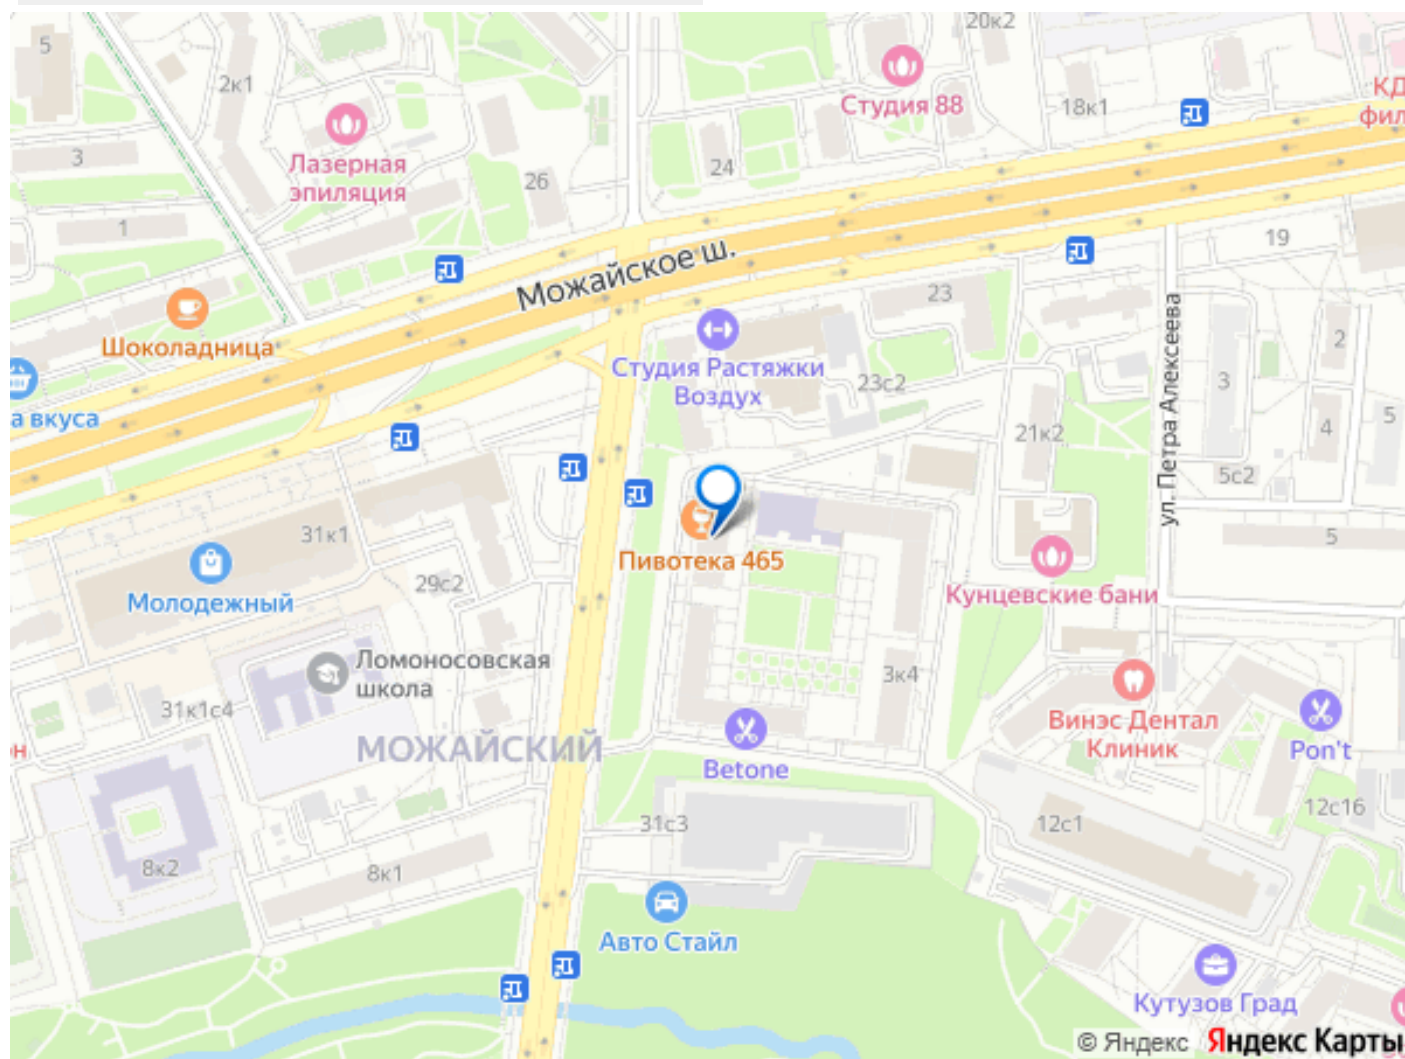 5
2к1
20к2
Студия 88
18к1
КД
фил
3
Лазерная
эпиляция
26
24
1
19
Можайское ш.
23
Шоколадница
Студия Растяжки
Воздух
23с2
ул. Петра Алексеева
2
3
а вкуса
21к2
4
5
5с2
31к1
Пивотека 465
5
Молодежный
29с2
Кунцевские бани
Ломоносовская
школа
3к4
31к1с4
Винэс Дентал
Клиник
он
МОЖАЙСКИЙ
Betone
Pon't
31с3
12с1
12с16
8к2
8к1
Авто Стайл
Кутузов Град
© Яндекс Яндекс Карты